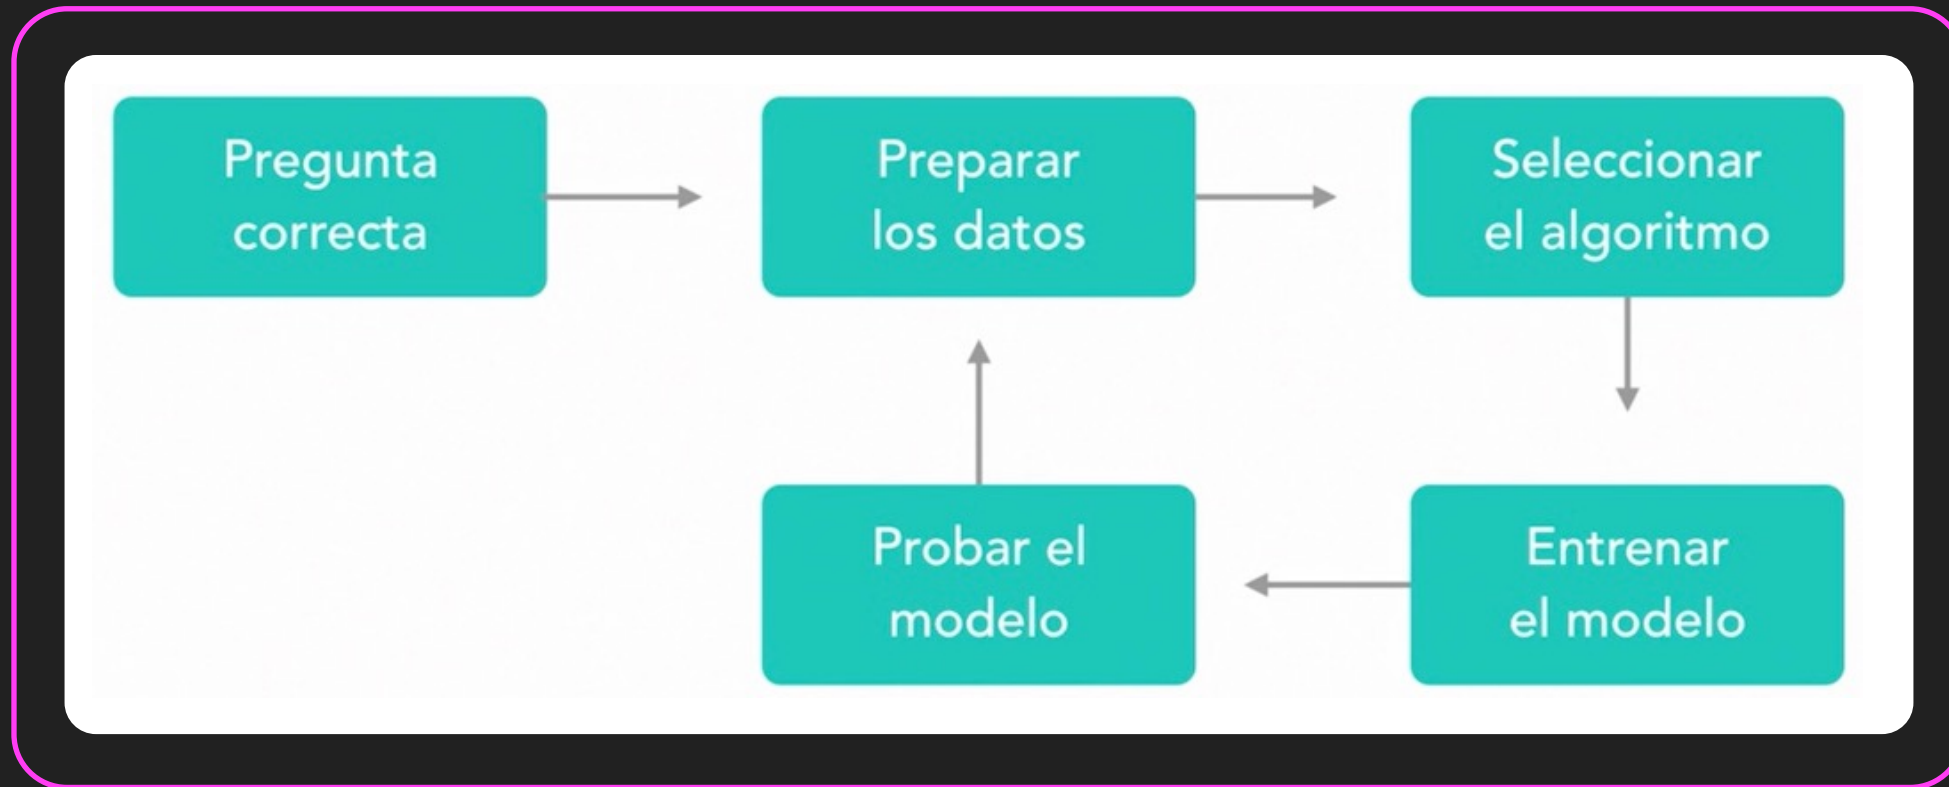 Pregunta
correcta
Preparar
los datos
Seleccionar
el algoritmo
Probar el
modelo
Entrenar
el modelo